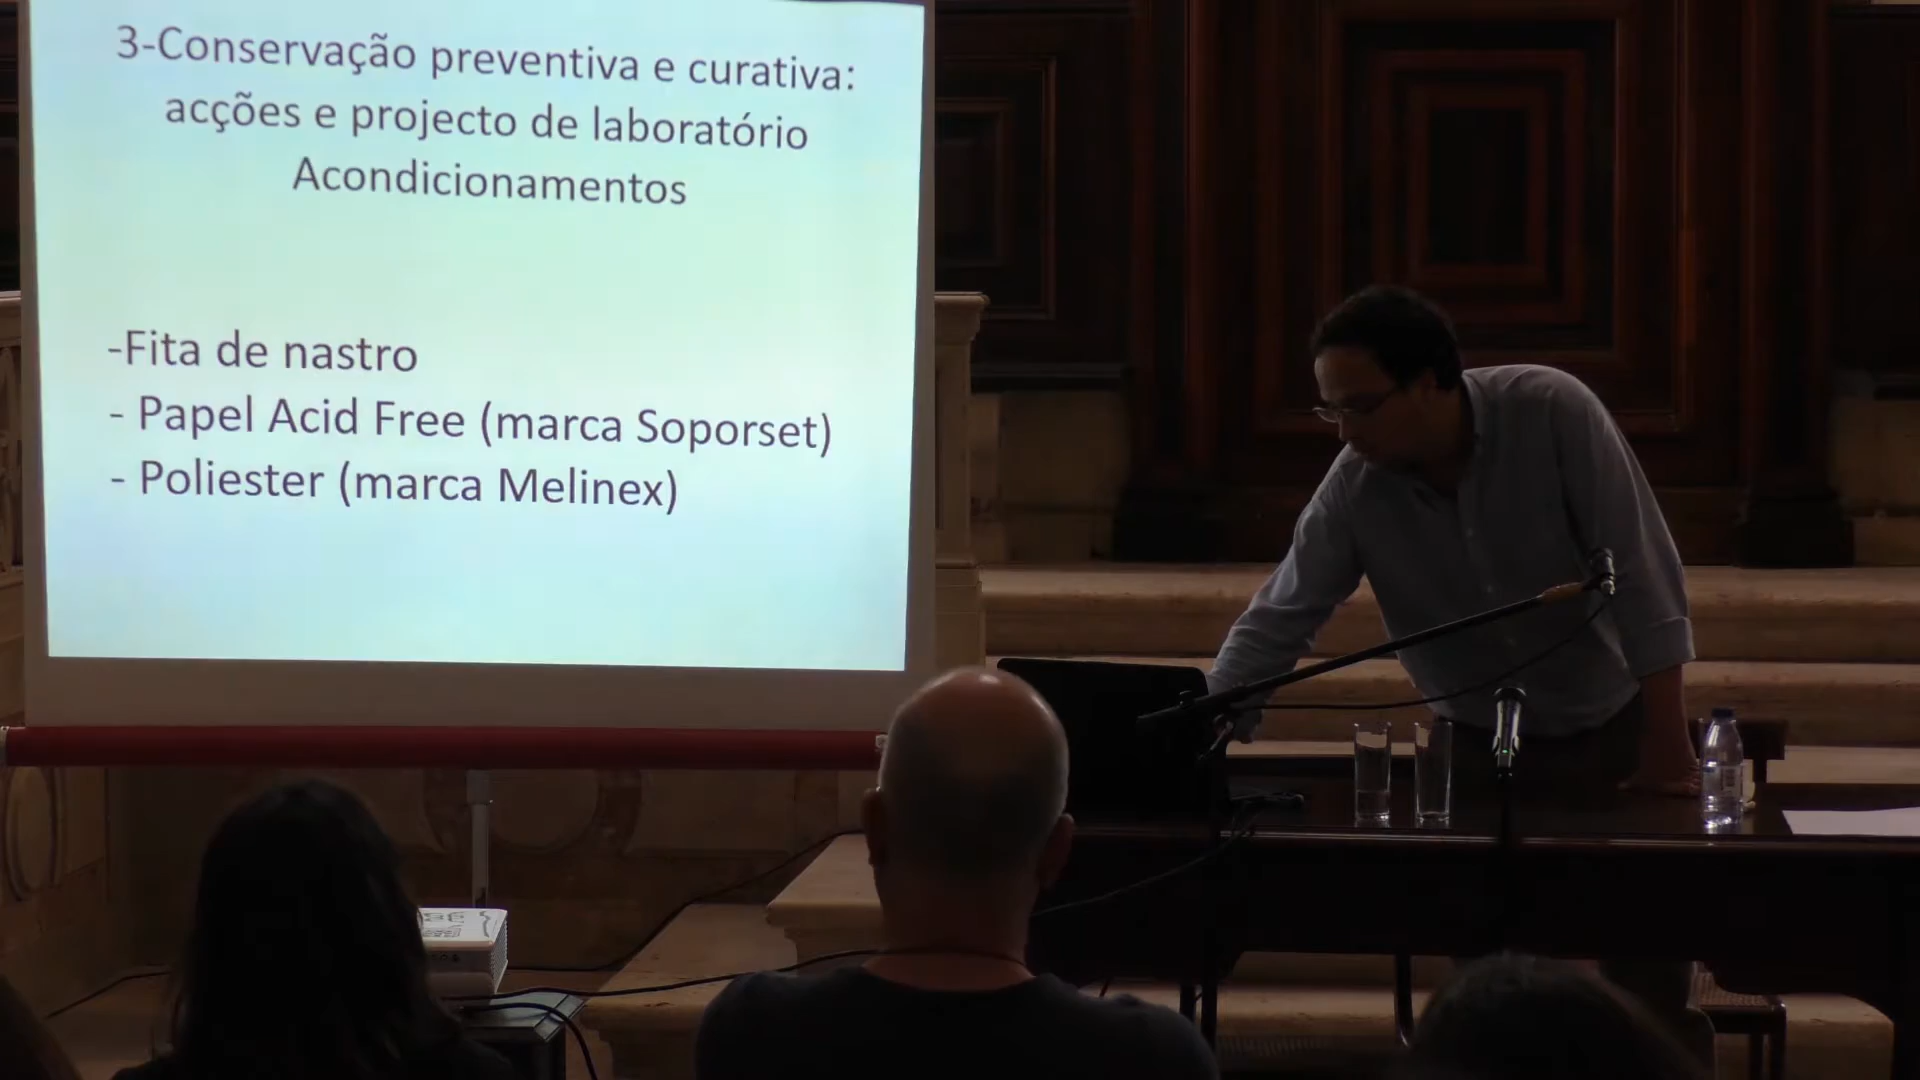 3-Conservação preventiva e curativa:
acções e projecto de laboratório
Acondicionamentos
-Fita de nastro
- Papel Acid Free (marca Soporset)
- Poliester (marca Melinex)